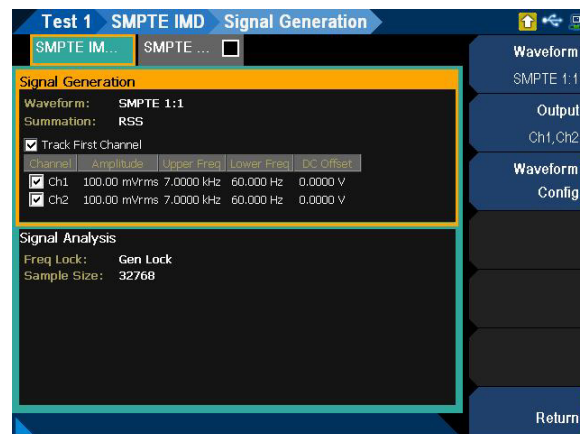 Test 1 SMPTE IMD Signal Generation
SMPTE IM... SMPTE ...
Waveform
SMPTE 1:1
Output
Ch1,Ch2
Waveform
Config
Return
Signal Generation
Waveform: SMPTE 1:1
Summation: RSS
Track First Channel
Channel Amplitude Upper Freq Lower Freq DC Offset
Ch1 100.00 mVrms 7.0000 kHz 60.000 Hz 0.0000 V
Ch2 100.00 mVrms 7.0000 kHz 60.000 Hz 0.0000 V
Signal Analysis
Freq Lock: Gen Lock
Sample Size: 32768